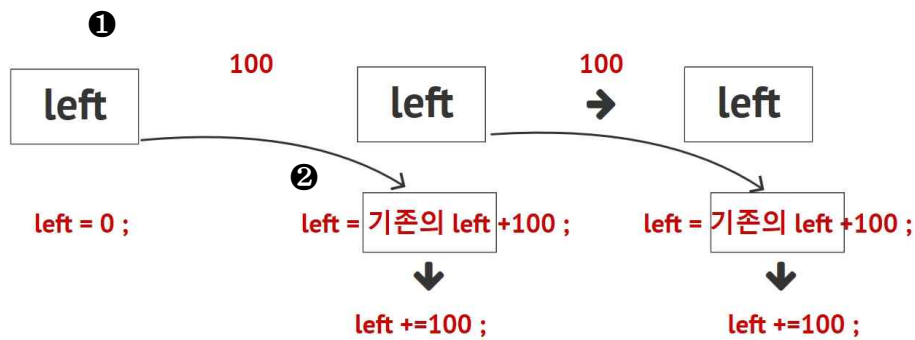 ❶
100
100
left
left
left
❷
left = 0 ;
left = 기존의 left +100 ;
left = 기존의 left +100 ;
left +=100 ;
left +=100 ;